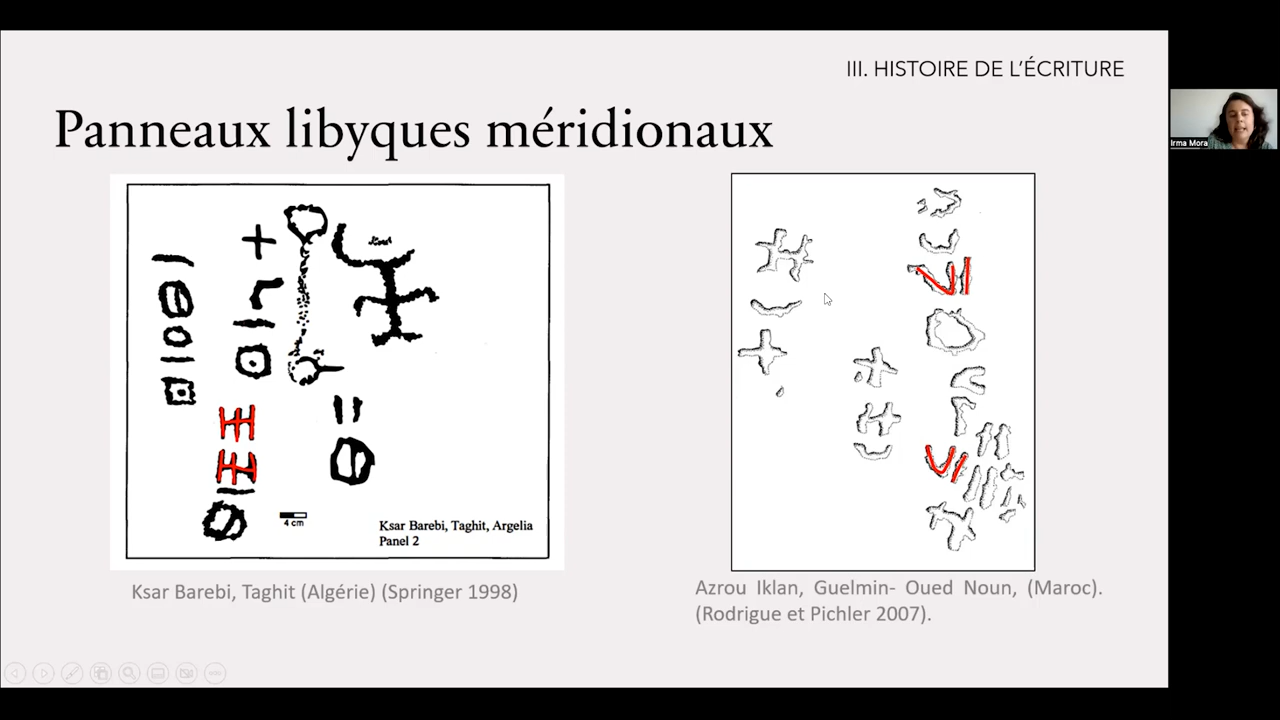 III. HISTOIRE DE L'ÉCRITURE
Panneaux libyques méridionaux
4 cm
Ksar Barebi, Taghit, Argelia
Panel 2
Ksar Barebi, Taghit (Algérie) (Springer 1998)
Azrou Iklan, Guelmin- Oued Noun, (Maroc).
(Rodrigue et Pichler 2007).
Irma Mora